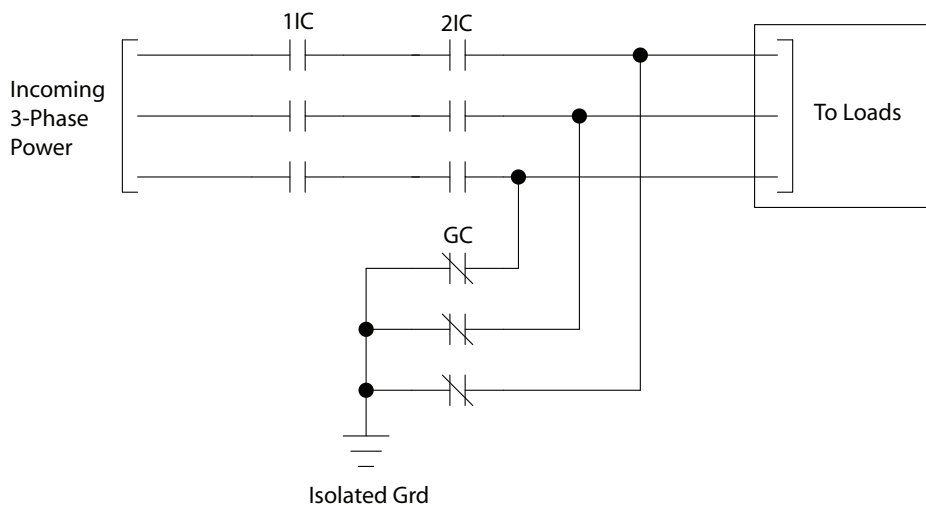 1IC
2IC
Incoming
3-Phase
Power
To Loads
GC
Isolated Grd